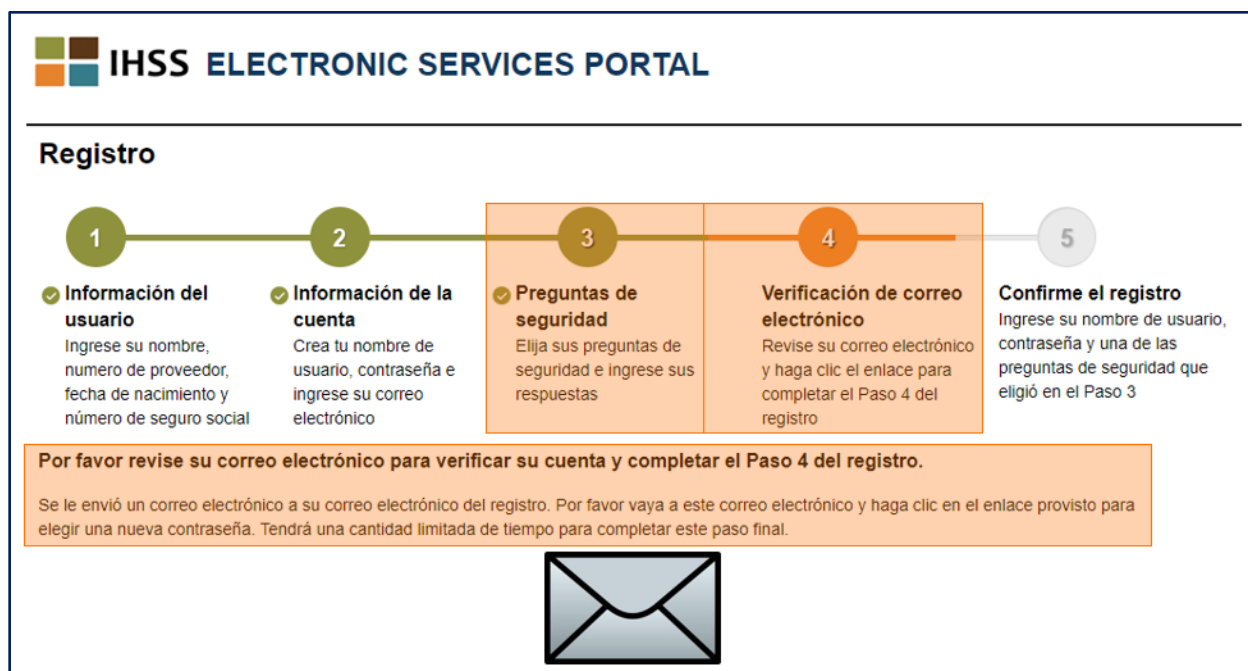 IHSS ELECTRONIC SERVICES PORTAL
Registro
1
2
3
4
5
Información del
usuario
Ingrese su nombre,
numero de proveedor,
fecha de nacimiento y
número de seguro social
Información de la
cuenta
Crea tu nombre de
usuario, contraseña e
ingrese su correo
electrónico
Preguntas de
seguridad
Elija sus preguntas de
seguridad e ingrese sus
respuestas
Verificación de correo
electrónico
Revise su correo electrónico
y haga clic el enlace para
completar el Paso 4 del
registro
Confirme el registro
Ingrese su nombre de usuario,
contraseña y una de las
preguntas de seguridad que
eligió en el Paso 3
Por favor revise su correo electrónico para verificar su cuenta y completar el Paso 4 del registro.
Se le envió un correo electrónico a su correo electrónico del registro. Por favor vaya a este correo electrónico y haga clic en el enlace provisto para
elegir una nueva contraseña. Tendrá una cantidad limitada de tiempo para completar este paso final.